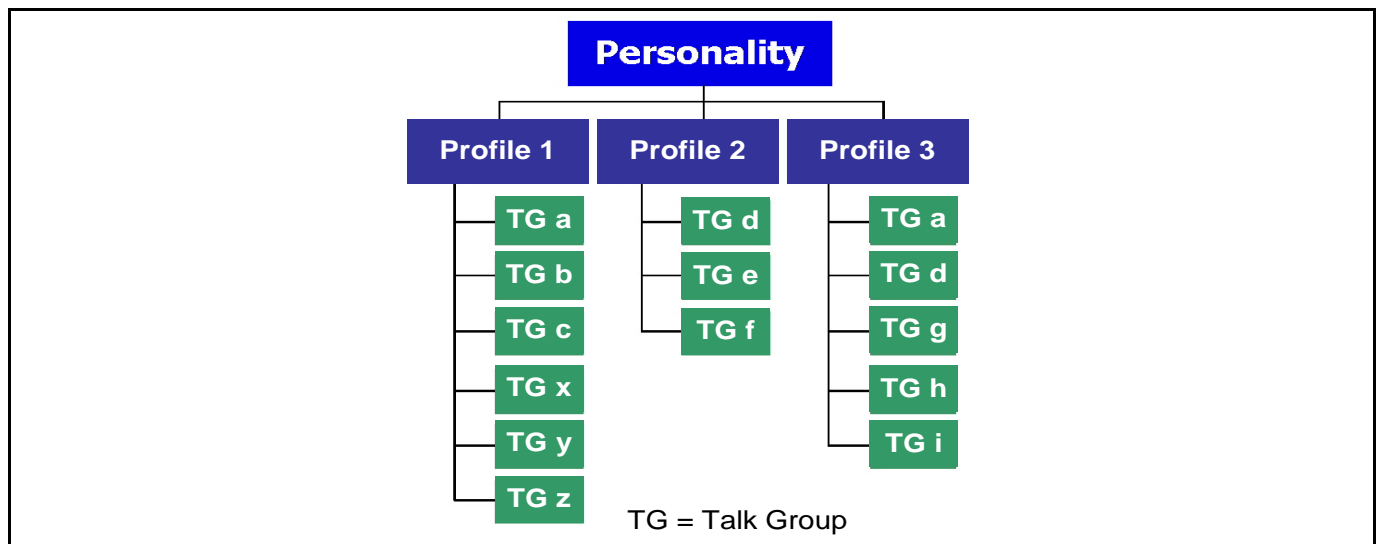 Personality
Profile 1
Profile 2
Profile 3
TG a
TG b
TG c
TG x
TG y
TG z
TG d
TG e
TG f
TG a
TG d
TG g
TG h
TG i
TG = Talk Group